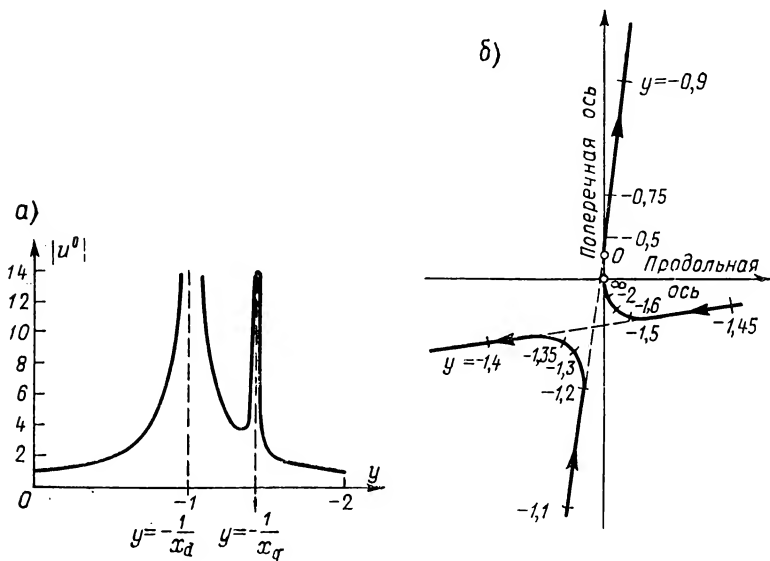 а)
|u⁰|
14
12
10
8
6
4
2
0
-1
-2
y
y=-1/x_d
y=-1/x_q
б)
Поперечная ось
y=-0,9
-0,75
-0,5
0
Продольная
ось
∞
-2
-1,6
-1,5
-1,45
y=-1,4
-1,35
-1,3
-1,2
-1,1